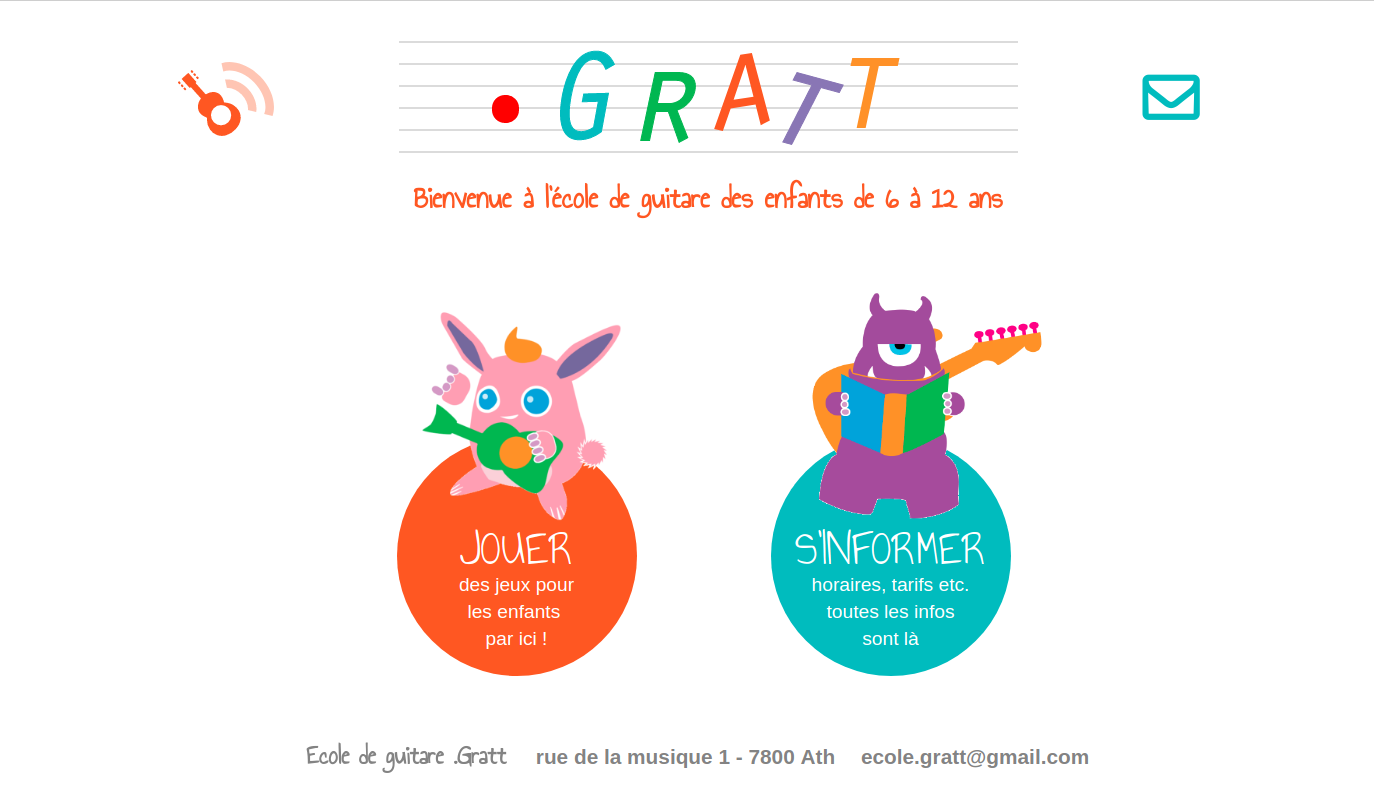 .GRATT
Bienvenue à l'école de guitare des enfants de 6 à 12 ans
JOUER
des jeux pour
les enfants
par ici !
S'INFORMER
horaires, tarifs etc.
toutes les infos
sont là
Ecole de guitare .Gratt rue de la musique 1 - 7800 Ath ecole.gratt@gmail.com